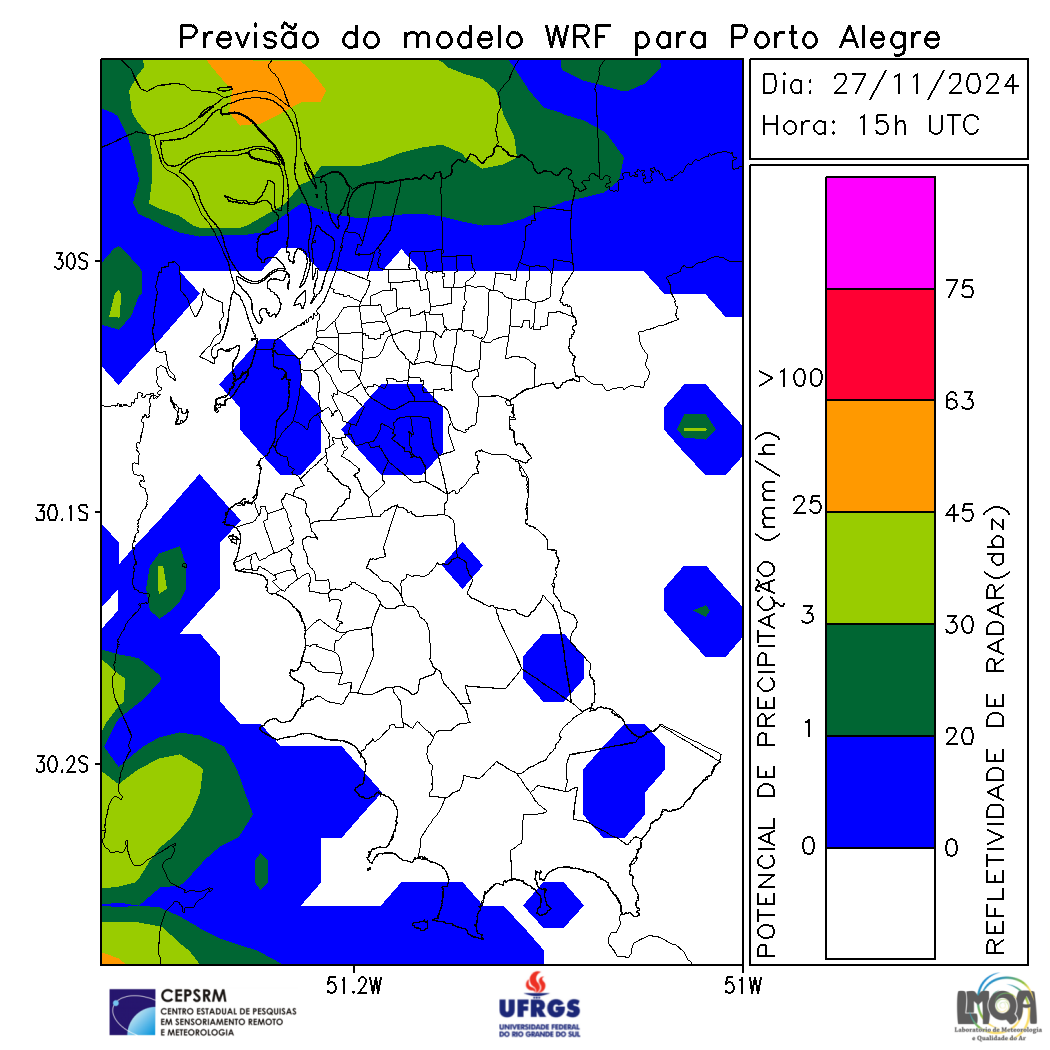 Previsão do modelo WRF para Porto Alegre
Dia: 27/11/2024
Hora: 15h UTC
30S
30.1S
30.2S
51.2W
51W
POTENCIAL DE PRECIPITAÇÃO (mm/h)
>100
25
3
1
0
75
63
45
30
20
0
REFLETIVIDADE DE RADAR(dbz)
CEPSRM
CENTRO ESTADUAL DE PESQUISAS
EM SENSORIAMENTO REMOTO
E METEOROLOGIA
UFRGS
UNIVERSIDADE FEDERAL
DO RIO GRANDE DO SUL
LMQA
Laboratório de Meteorologia
e Qualidade do Ar